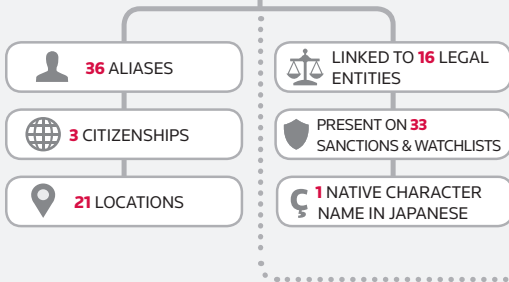 36 ALIASES
3 CITIZENSHIPS
21 LOCATIONS
LINKED TO 16 LEGAL
ENTITIES
PRESENT ON 33
SANCTIONS & WATCHLISTS
Ç
1 NATIVE CHARACTER
NAME IN JAPANESE